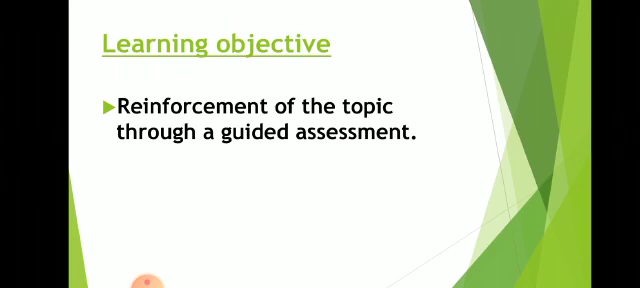 Learning objective
Reinforcement of the topic
through a guided assessment.